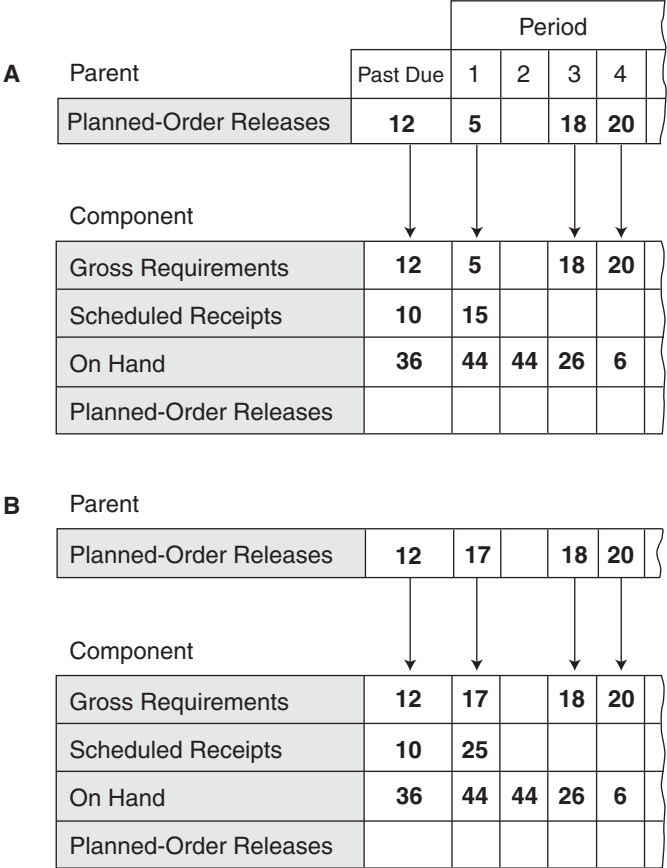 Period
A Parent Past Due 1 2 3 4
Planned-Order Releases 12 5 18 20
Component
Gross Requirements 12 5 18 20
Scheduled Receipts 10 15
On Hand 36 44 44 26 6
Planned-Order Releases
B Parent
Planned-Order Releases 12 17 18 20
Component
Gross Requirements 12 17 18 20
Scheduled Receipts 10 25
On Hand 36 44 44 26 6
Planned-Order Releases